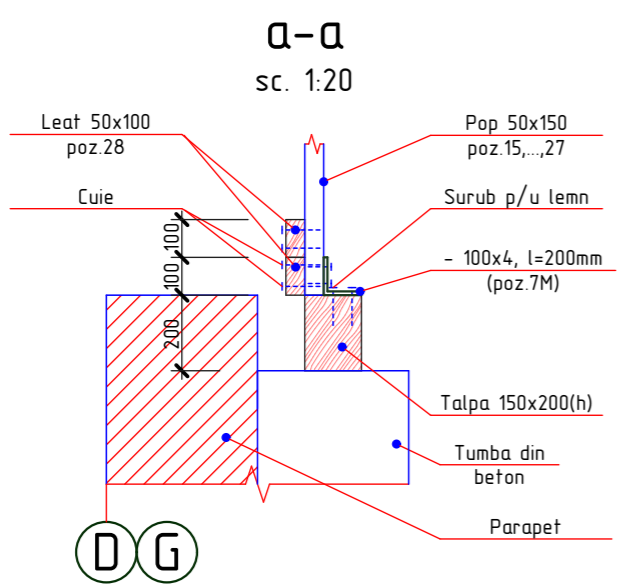 a-a
sc. 1:20
Leat 50x100
poz.28
Pop 50x150
poz.15,...,27
Cuie
Surub p/u lemn
100
100
200
- 100x4, l=200mm
(poz.7M)
Talpa 150x200(h)
Tumba din
beton
Parapet
D G